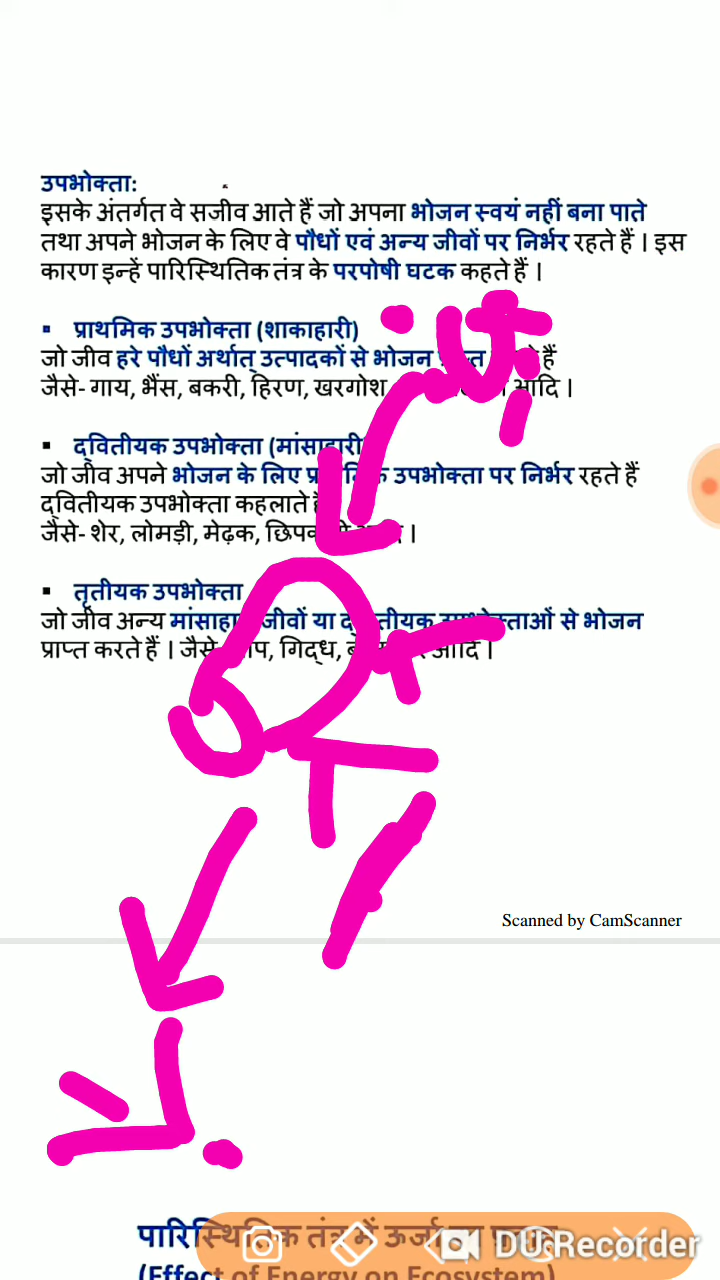 उपभोक्ता:
इसके अंतर्गत वे सजीव आते हैं जो अपना भोजन स्वयं नहीं बना पाते
तथा अपने भोजन के लिए वे पौधों एवं अन्य जीवों पर निर्भर रहते हैं । इस
कारण इन्हें पारिस्थितिक तंत्र के परपोषी घटक कहते हैं ।
▪ प्राथमिक उपभोक्ता (शाकाहारी)
जो जीव हरे पौधों अर्थात् उत्पादकों से भोजन हैं
जैसे- गाय, भैंस, बकरी, हिरण, खरगोश आदि ।
▪ द्वितीयक उपभोक्ता (मांसाहारी)
जो जीव अपने भोजन के लिए उपभोक्ता पर निर्भर रहते हैं
द्वितीयक उपभोक्ता कहलाते
जैसे- शेर, लोमड़ी, मेढ़क, ।
▪ तृतीयक उपभोक्ता
जो जीव अन्य जीवों या से भोजन
प्राप्त करते हैं । गिद्ध, आदि ।
Scanned by CamScanner
पारिस्थितिक तंत्र में
(Effect of Energy on Ecosystem)
DU Recorder